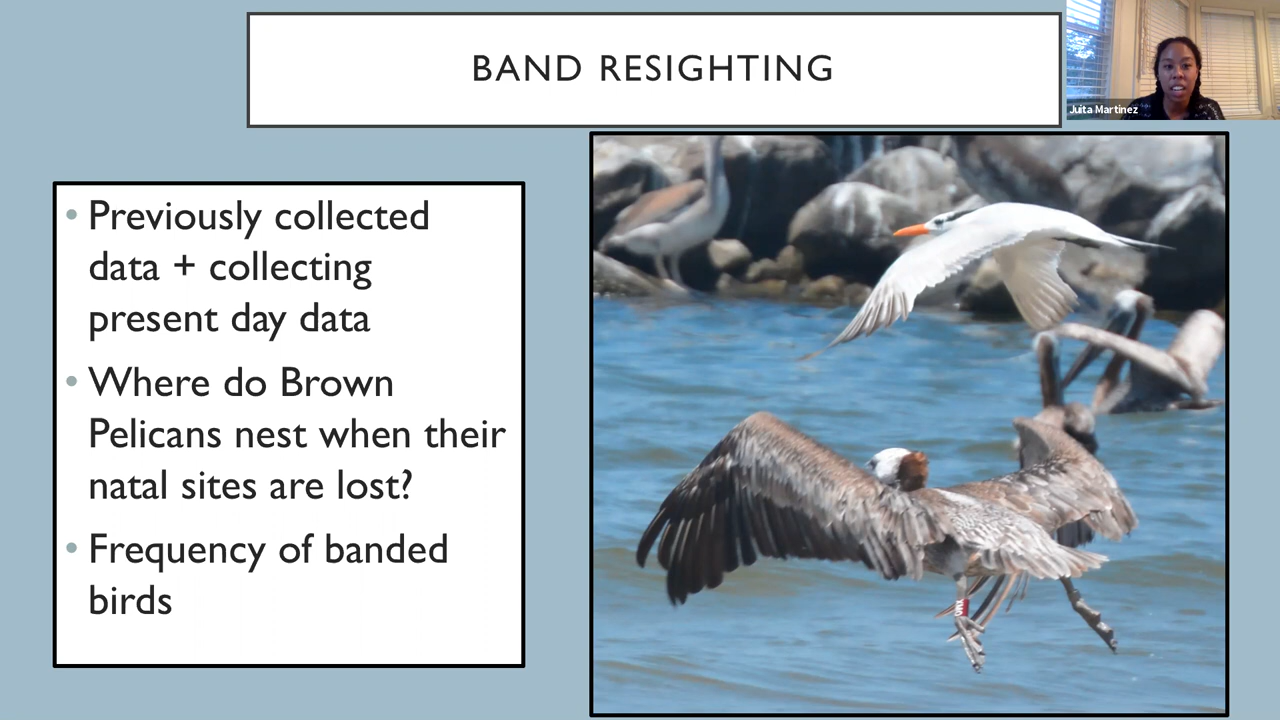 BAND RESIGHTING
Juita Martinez
• Previously collected
data + collecting
present day data
• Where do Brown
Pelicans nest when their
natal sites are lost?
• Frequency of banded
birds